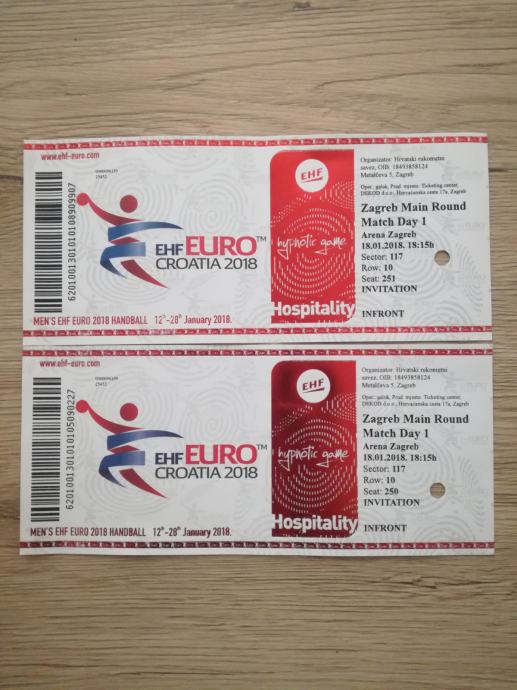 www.ehf-euro.com
6201001301010108909907
EHF EURO™
CROATIA 2018
MEN'S EHF EURO 2018 HANDBALL 12th-28th January 2018.
EHF
hypnotic game
Hospitality
Organizator: Hrvatski rukometni
savez, OIB: 18493858124
Metalčeva 5, Zagreb
Zagreb Main Round
Match Day 1
Arena Zagreb
18.01.2018. 18:15h
Sector: 117
Row: 10
Seat: 251
INVITATION
INFRONT
www.ehf-euro.com
6201001301010105090227
EHF EURO™
CROATIA 2018
MEN'S EHF EURO 2018 HANDBALL 12th-28th January 2018.
EHF
hypnotic game
Hospitality
Organizator: Hrvatski rukometni
savez, OIB: 18493858124
Metalčeva 5, Zagreb
Zagreb Main Round
Match Day 1
Arena Zagreb
18.01.2018. 18:15h
Sector: 117
Row: 10
Seat: 250
INVITATION
INFRONT